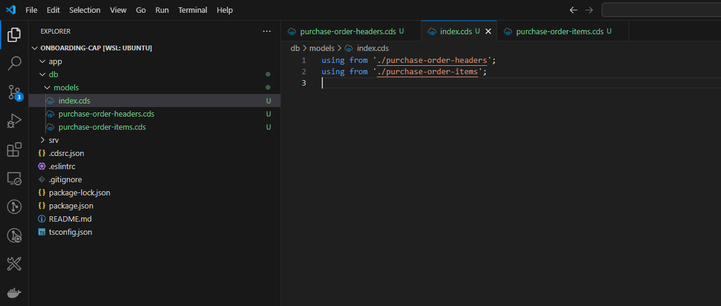 File Edit Selection View Go Run Terminal Help
EXPLORER ...
ONBOARDING-CAP [WSL: UBUNTU]
app
db
models
index.cds U
purchase-order-headers.cds U
purchase-order-items.cds U
srv
.cdsrc.json
.eslintrc
.gitignore
package-lock.json
package.json
README.md
tsconfig.json
3
purchase-order-headers.cds U
index.cds U
purchase-order-items.cds U
db > models > index.cds
1 using from './purchase-order-headers';
2 using from './purchase-order-items';
3